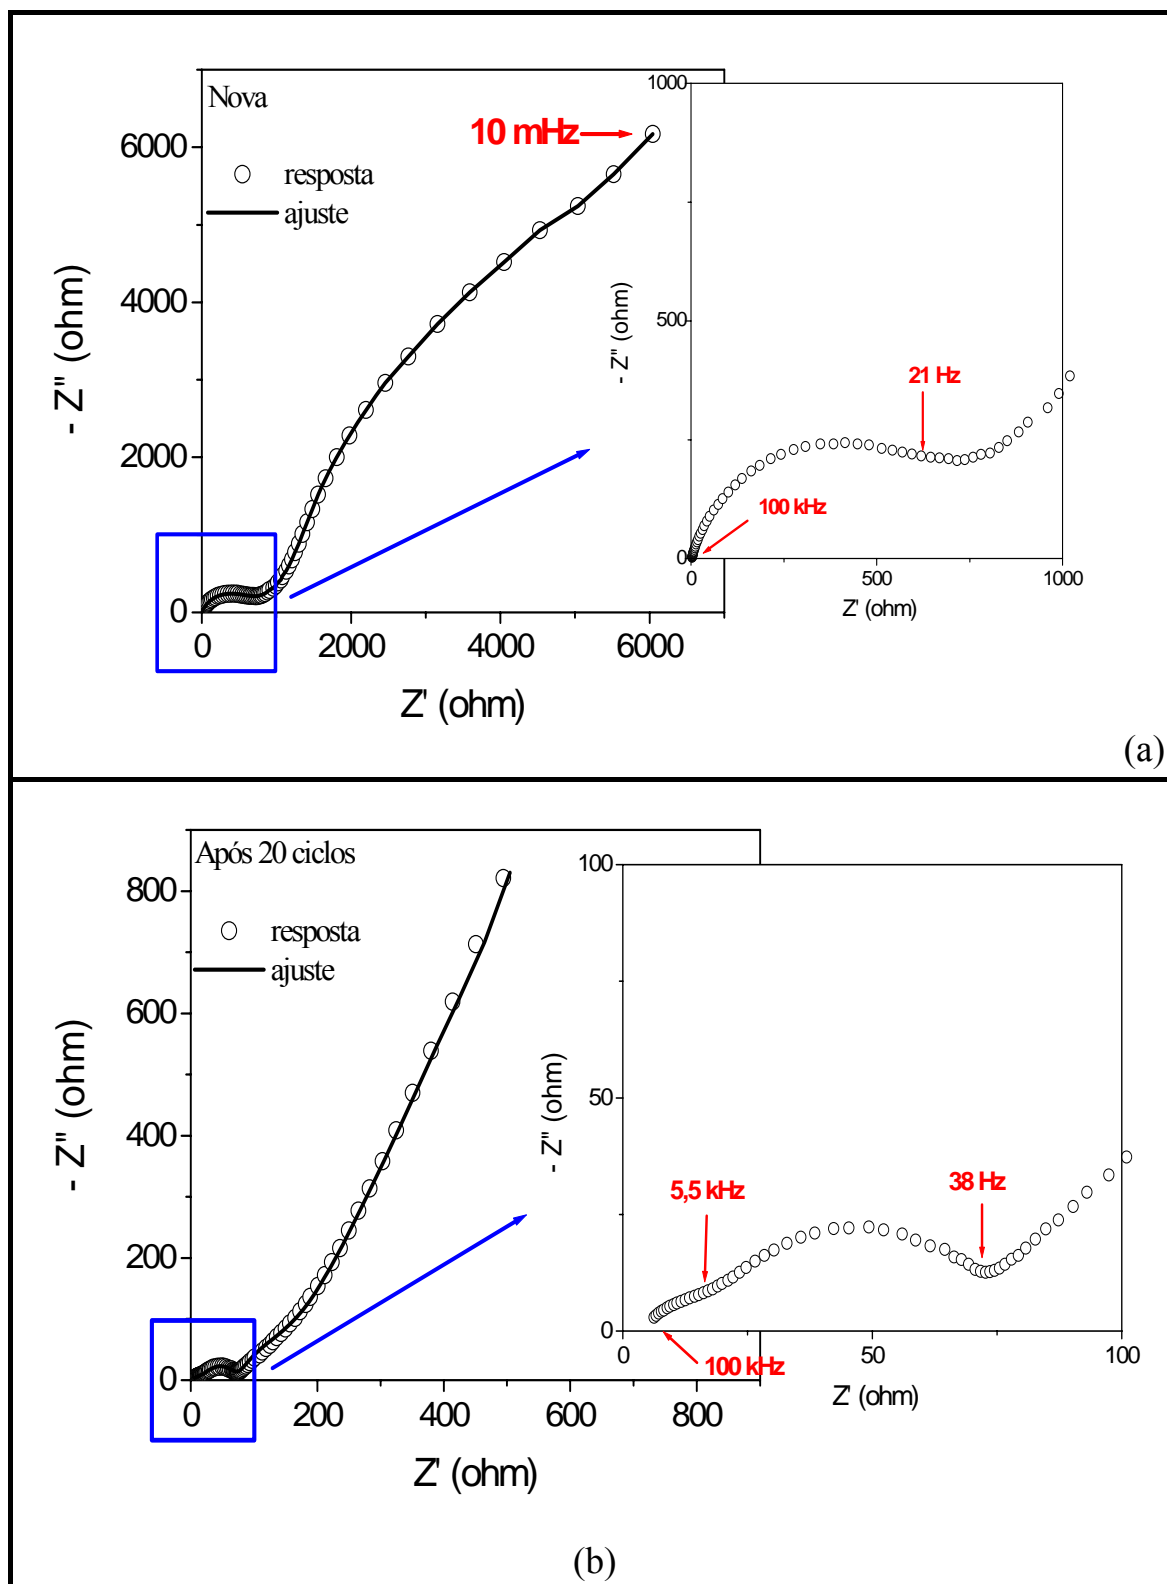 Nova
resposta
ajuste
10 mHz
6000
4000
2000
0
- Z" (ohm)
0
2000
4000
6000
Z' (ohm)
1000
500
0
- Z" (ohm)
21 Hz
100 kHz
0
500
1000
Z' (ohm)
(a)
Após 20 ciclos
resposta
ajuste
800
600
400
200
0
- Z" (ohm)
0
200
400
600
800
Z' (ohm)
100
50
0
- Z" (ohm)
5,5 kHz
38 Hz
100 kHz
0
50
100
Z' (ohm)
(b)